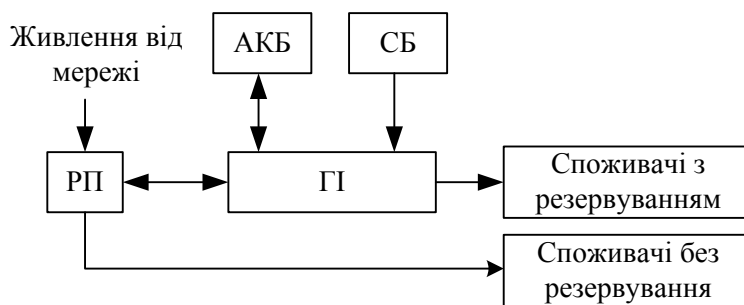 Живлення від
мережі
АКБ
СБ
РП
ГІ
Споживачі з
резервуванням
Споживачі без
резервування